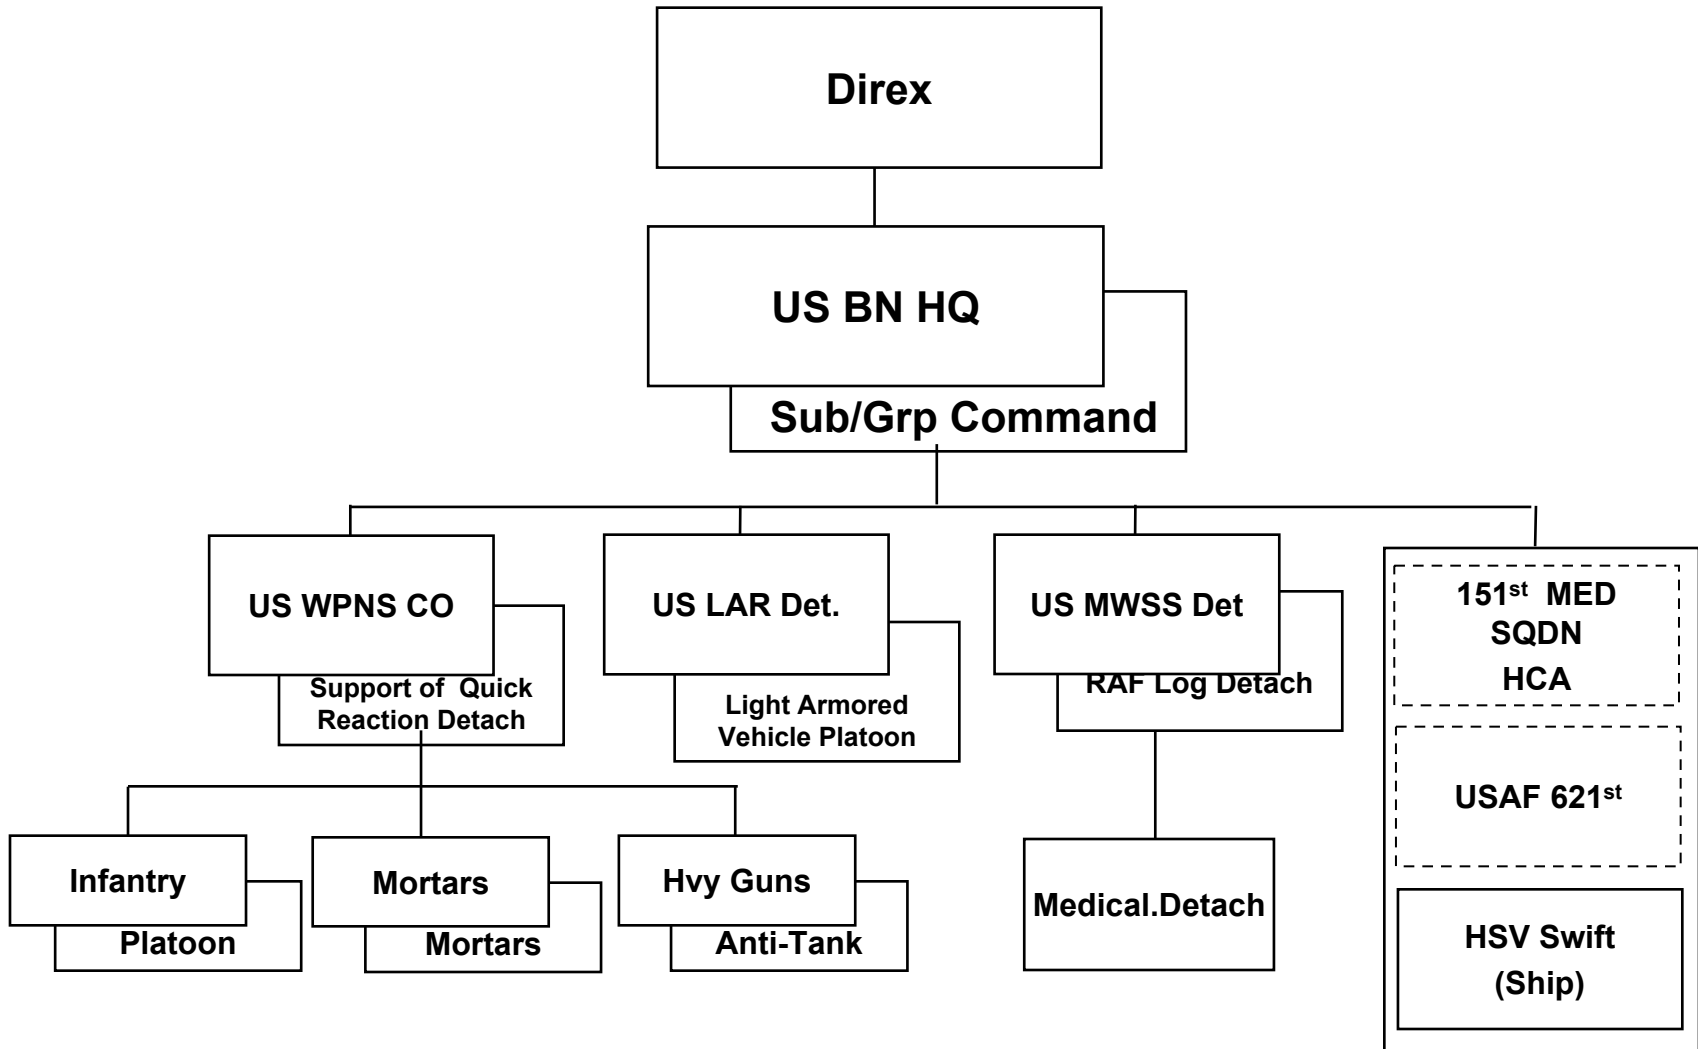 Direx
US BN HQ
Sub/Grp Command
US WPNS CO
Support of Quick
Reaction Detach
US LAR Det.
Light Armored
Vehicle Platoon
US MWSS Det
RAF Log Detach
151st MED
SQDN
HCA
USAF 621st
HSV Swift
(Ship)
Infantry
Platoon
Mortars
Mortars
Hvy Guns
Anti-Tank
Medical.Detach